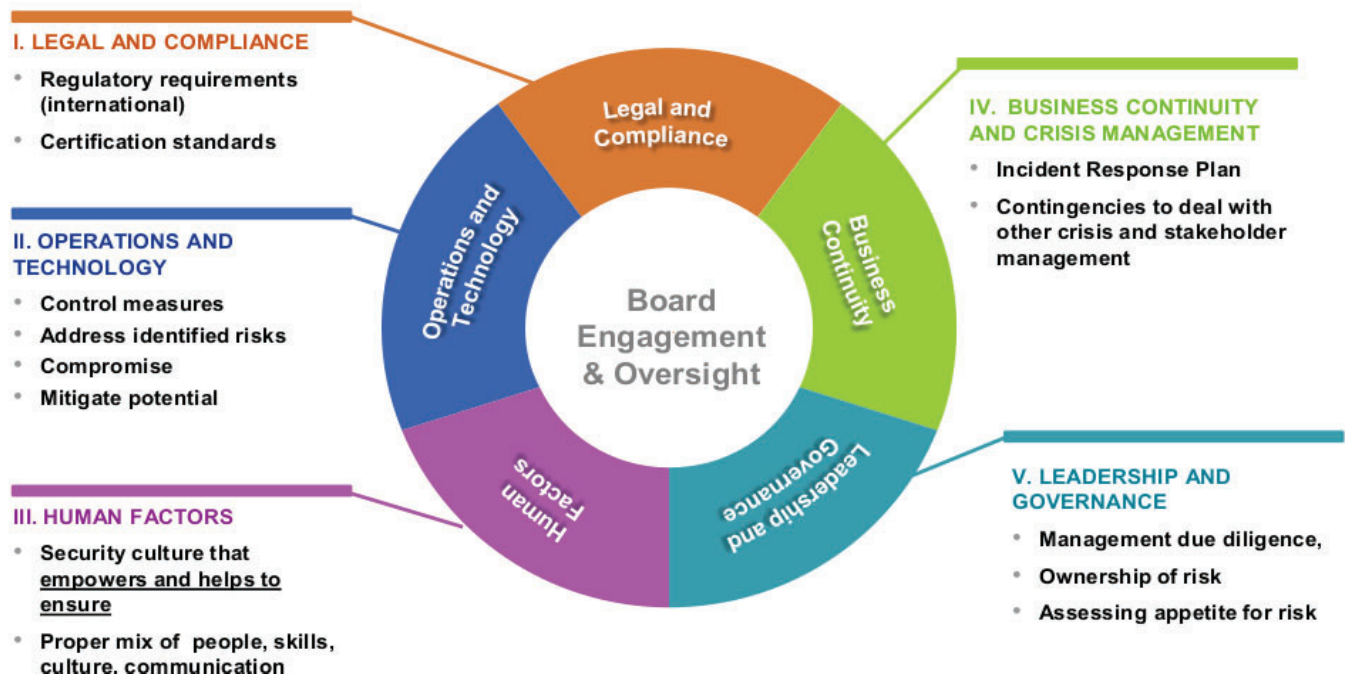 I. LEGAL AND COMPLIANCE
• Regulatory requirements
(international)
• Certification standards
II. OPERATIONS AND
TECHNOLOGY
• Control measures
• Address identified risks
• Compromise
• Mitigate potential
III. HUMAN FACTORS
• Security culture that
empowers and helps to
ensure
• Proper mix of people, skills,
culture, communication
Legal and
Compliance
Operations and
Technology
Business
Continuity
Board
Engagement
& Oversight
Human
Factors
Leadership and
Governance
IV. BUSINESS CONTINUITY
AND CRISIS MANAGEMENT
• Incident Response Plan
• Contingencies to deal with
other crisis and stakeholder
management
V. LEADERSHIP AND
GOVERNANCE
• Management due diligence,
• Ownership of risk
• Assessing appetite for risk